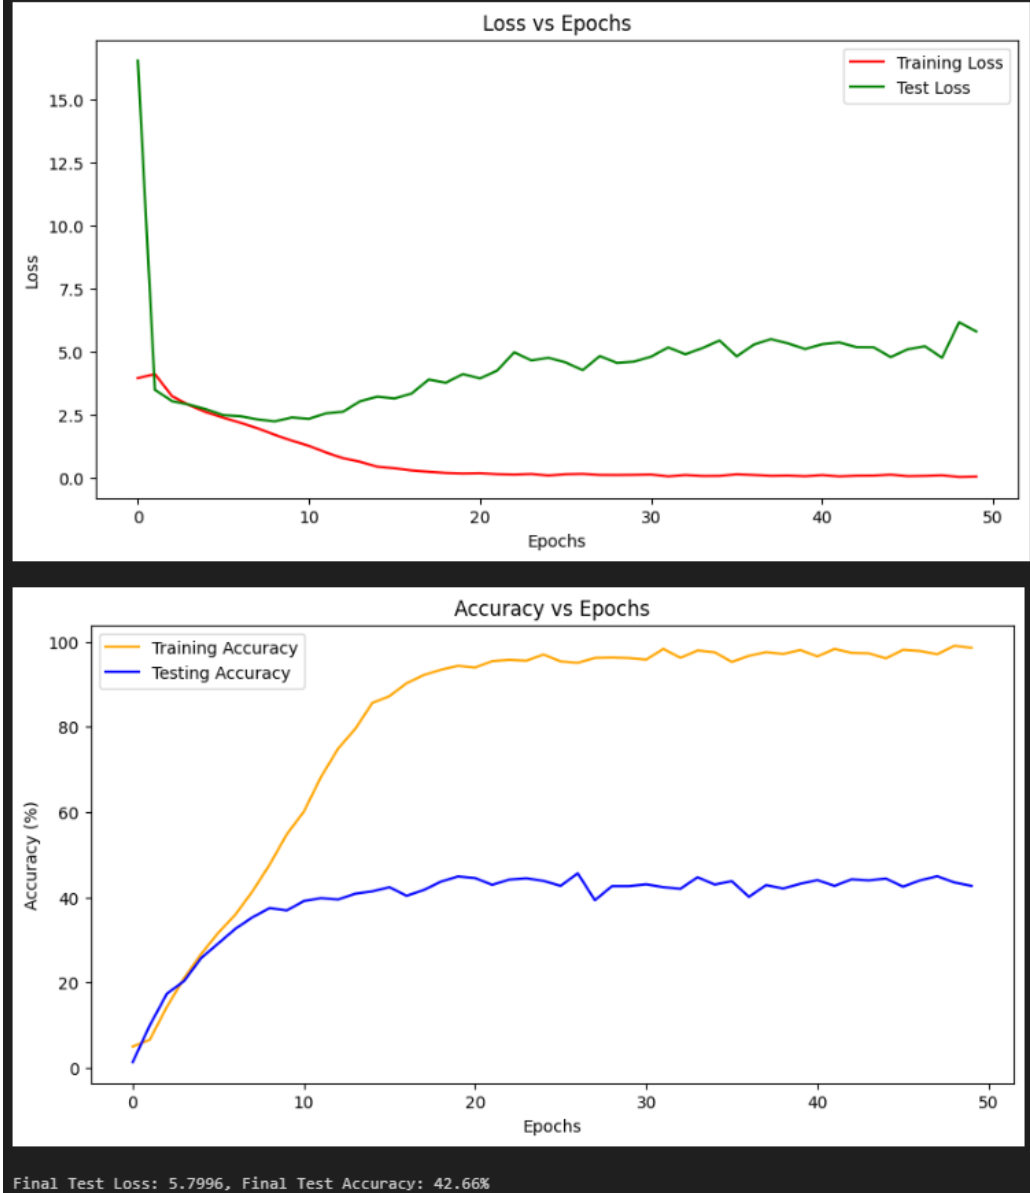 Loss vs Epochs
Training Loss
Test Loss
15.0
12.5
10.0
7.5
5.0
2.5
0.0
Loss
0 10 20 30 40 50
Epochs
Accuracy vs Epochs
Training Accuracy
Testing Accuracy
100
80
60
40
20
0
Accuracy (%)
0 10 20 30 40 50
Epochs
Final Test Loss: 5.7996, Final Test Accuracy: 42.66%